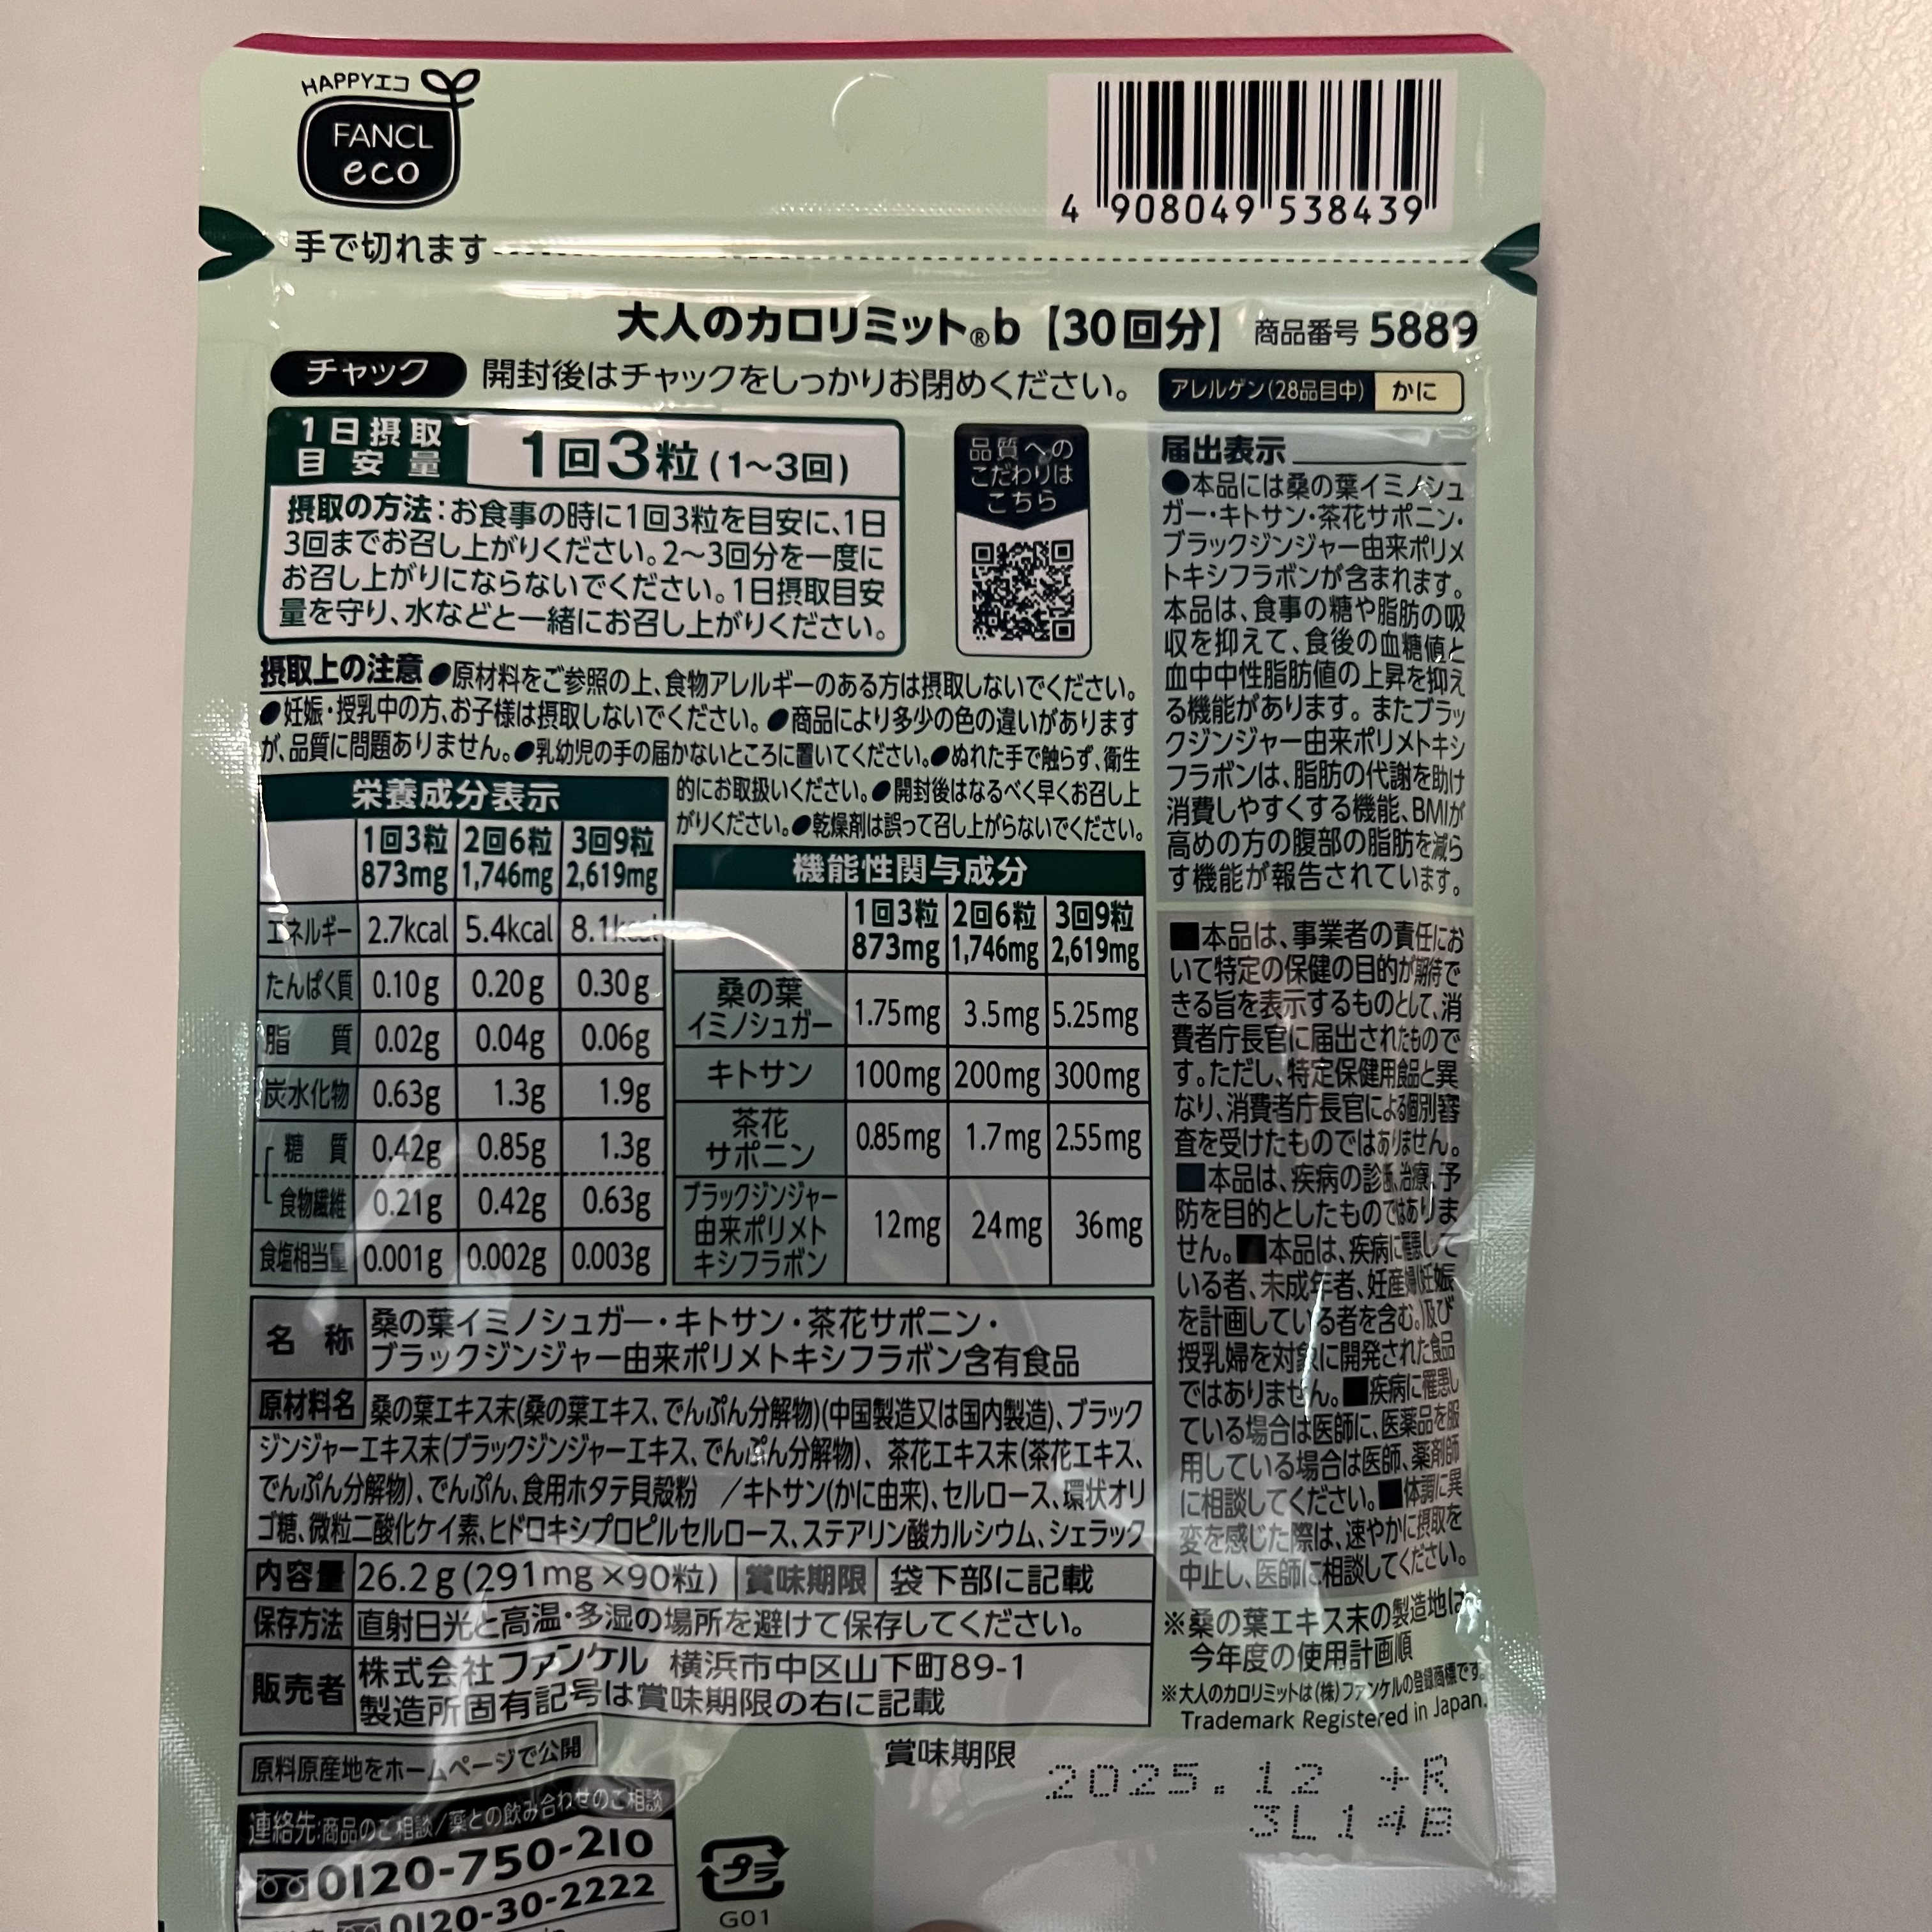 HAPPYエコ
FANCL
eco
4 908049 538439
手で切れます
大人のカロリミット®b【30回分】 商品番号 5889
チャック 開封後はチャックをしっかりお閉めください。
アレルゲン(28品目中) かに
1日摂取
目安量
1回3粒(1～3回)
摂取の方法:お食事の時に1回3粒を目安に、1日
3回までお召し上がりください。2～3回分を一度に
お召し上がりにならないでください。1日摂取目安
量を守り、水などと一緒にお召し上がりください。
品質への
こだわりは
こちら
摂取上の注意 ●原材料をご参照の上、食物アレルギーのある方は摂取しないでください。
●妊娠・授乳中の方、お子様は摂取しないでください。●商品により多少の色の違いがあります
が、品質に問題ありません。●乳幼児の手の届かないところに置いてください。●ぬれた手で触らず、衛生
的にお取扱いください。●開封後はなるべく早くお召し上
がりください。●乾燥剤は誤って召し上がらないでください。
栄養成分表示
1回3粒 2回6粒 3回9粒
873mg 1,746mg 2,619mg
エネルギー 2.7kcal 5.4kcal 8.1kcal
たんぱく質 0.10g 0.20g 0.30g
脂 質 0.02g 0.04g 0.06g
炭水化物 0.63g 1.3g 1.9g
糖 質 0.42g 0.85g 1.3g
食物繊維 0.21g 0.42g 0.63g
食塩相当量 0.001g 0.002g 0.003g
機能性関与成分
1回3粒 2回6粒 3回9粒
873mg 1,746mg 2,619mg
桑の葉
イミノシュガー 1.75mg 3.5mg 5.25mg
キトサン 100mg 200mg 300mg
茶花
サポニン 0.85mg 1.7mg 2.55mg
ブラックジンジャー
由来ポリメト
キシフラボン 12mg 24mg 36mg
名 称 桑の葉イミノシュガー・キトサン・茶花サポニン・
ブラックジンジャー由来ポリメトキシフラボン含有食品
原材料名 桑の葉エキス末(桑の葉エキス、でんぷん分解物)(中国製造又は国内製造)、ブラック
ジンジャーエキス末(ブラックジンジャーエキス、でんぷん分解物)、茶花エキス末(茶花エキス、
でんぷん分解物)、でんぷん、食用ホタテ貝殻粉 /キトサン(かに由来)、セルロース、環状オリ
ゴ糖、微粒二酸化ケイ素、ヒドロキシプロピルセルロース、ステアリン酸カルシウム、シェラック
内容量 26.2g(291mg×90粒) 賞味期限 袋下部に記載
保存方法 直射日光と高温・多湿の場所を避けて保存してください。
販売者 株式会社ファンケル 横浜市中区山下町89-1
製造所固有記号は賞味期限の右に記載
届出表示
●本品には桑の葉イミノシュ
ガー・キトサン・茶花サポニン・
ブラックジンジャー由来ポリメ
トキシフラボンが含まれます。
本品は、食事の糖や脂肪の吸
収を抑えて、食後の血糖値と
血中中性脂肪値の上昇を抑え
る機能があります。またブラッ
クジンジャー由来ポリメトキシ
フラボンは、脂肪の代謝を助け
消費しやすくする機能、BMIが
高めの方の腹部の脂肪を減ら
す機能が報告されています。
■本品は、事業者の責任にお
いて特定の保健の目的が期待で
きる旨を表示するものとして、消
費者庁長官に届出されたもので
す。ただし、特定保健用食品と異
なり、消費者庁長官による個別審
査を受けたものではありません。
■本品は、疾病の診断、治療、予
防を目的としたものではありま
せん。■本品は、疾病に罹患して
いる者、未成年者、妊産婦(妊娠
を計画している者を含む。)及び
授乳婦を対象に開発された食品
ではありません。■疾病に罹患し
ている場合は医師に、医薬品を服
用している場合は医師、薬剤師
に相談してください。■体調に異
変を感じた際は、速やかに摂取を
中止し、医師に相談してください。
※桑の葉エキス末の製造地は
今年度の使用計画順
※大人のカロリミットは(株)ファンケルの登録商標です。
Trademark Registered in Japan.
原料原産地をホームページで公開
連絡先:商品のご相談/薬との飲み合わせのご相談
0120-750-210
0120-30-2222
プラ
G01
賞味期限
2025.12 +R
3L14B